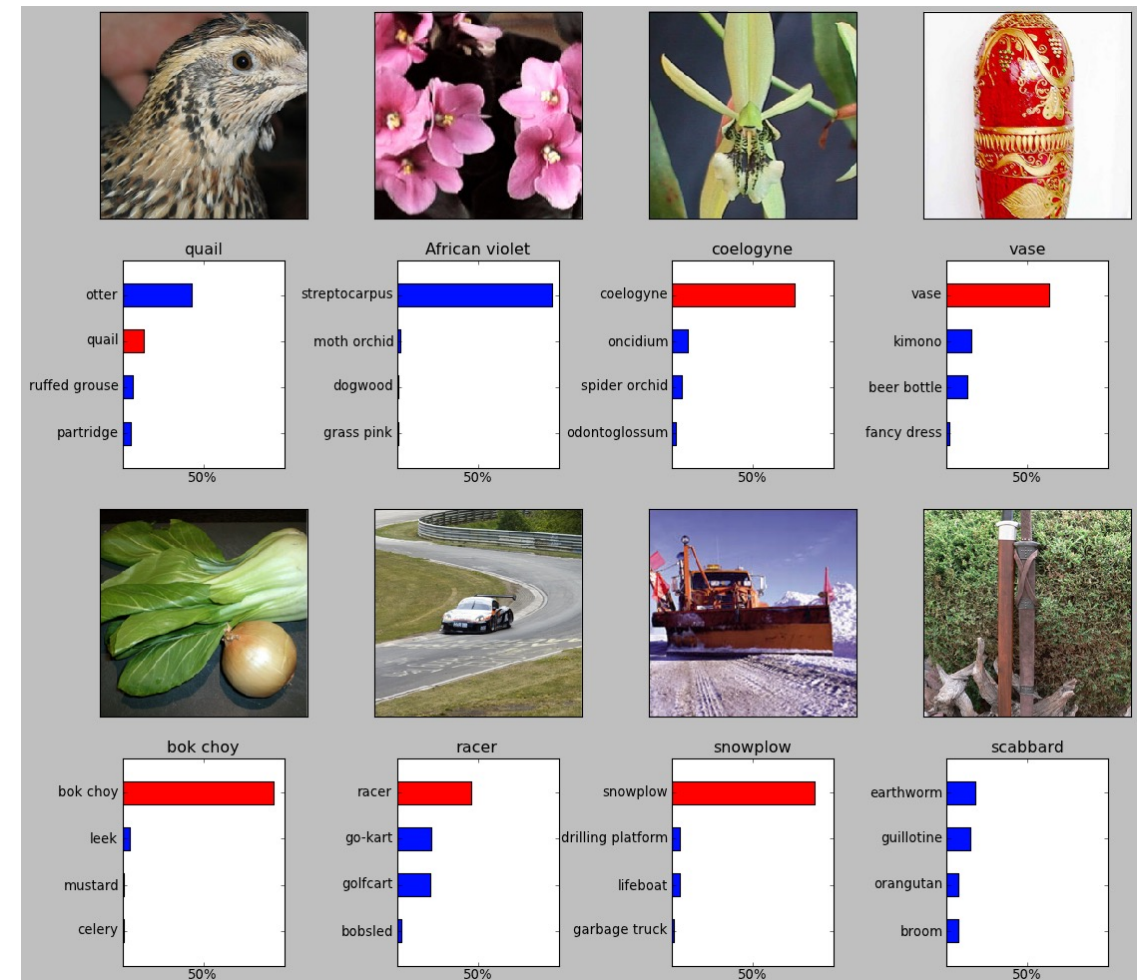 quail
otter
quail
ruffed grouse
partridge
50%
African violet
streptocarpus
moth orchid
dogwood
grass pink
50%
coelogyne
coelogyne
oncidium
spider orchid
odontoglossum
50%
vase
vase
kimono
beer bottle
fancy dress
50%
bok choy
bok choy
leek
mustard
celery
50%
racer
racer
go-kart
golfcart
bobsled
50%
snowplow
snowplow
drilling platform
lifeboat
garbage truck
50%
scabbard
earthworm
guillotine
orangutan
broom
50%